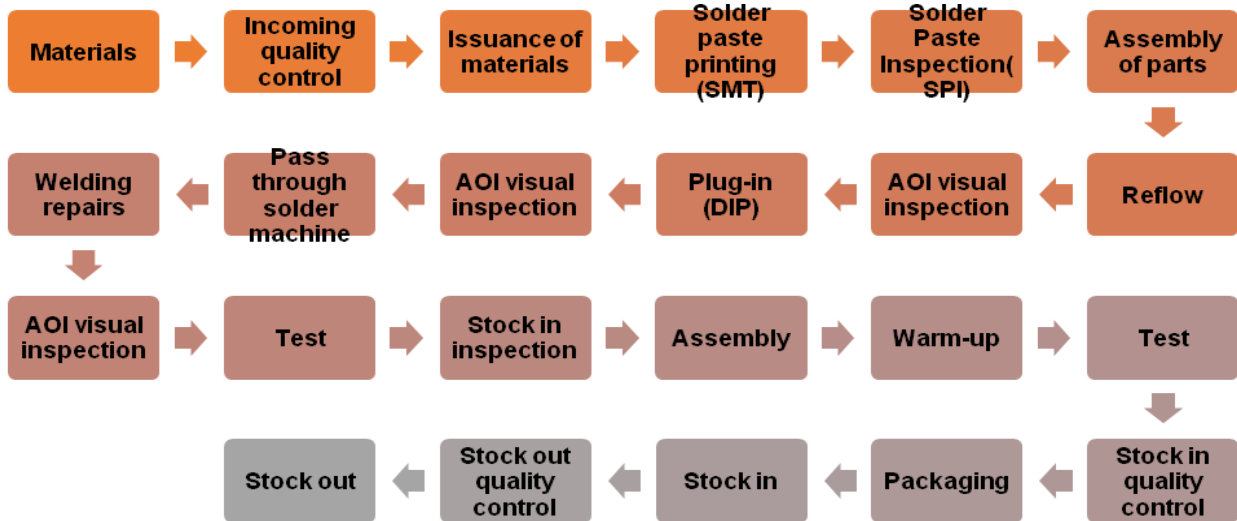 Materials
Incoming
quality
control
Issuance of
materials
Solder
paste
printing
(SMT)
Solder
Paste
Inspection(
SPI)
Assembly
of parts
Reflow
AOI visual
inspection
Plug-in
(DIP)
AOI visual
inspection
Pass
through
solder
machine
Welding
repairs
AOI visual
inspection
Test
Stock in
inspection
Assembly
Warm-up
Test
Stock in
quality
control
Packaging
Stock in
Stock out
quality
control
Stock out